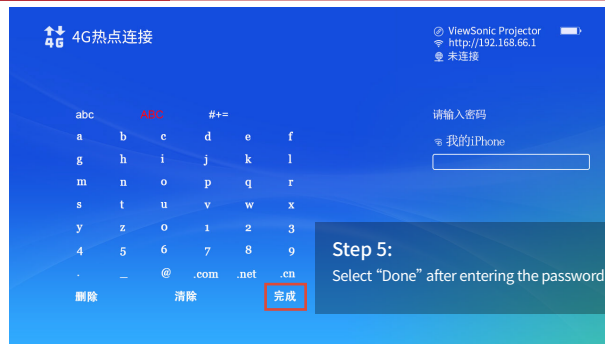 4G 4G热点连接
ViewSonic Projector
http://192.168.66.1
未连接
abc ABC #+=
a b c d e f
g h i j k l
m n o p q r
s t u v w x
y z 0 1 2 3
4 5 6 7 8 9
. _ @ .com .net .cn
删除 清除 完成
请输入密码
我的iPhone
Step 5:
Select “Done” after entering the password